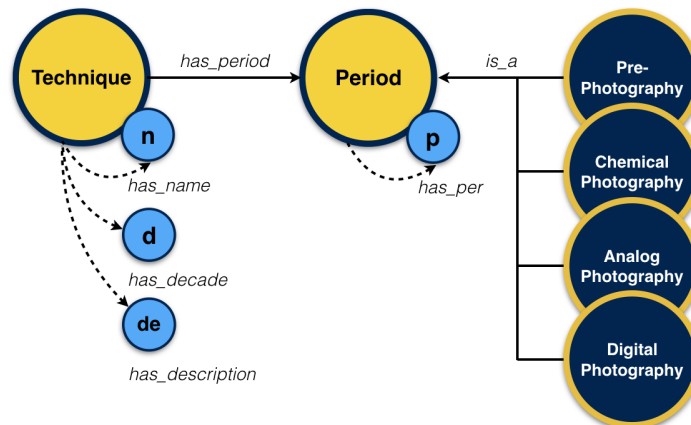 Technique
has_period
Period
is_a
Pre-
Photography
n
has_name
p
has_per
Chemical
Photography
d
has_decade
Analog
Photography
de
has_description
Digital
Photography